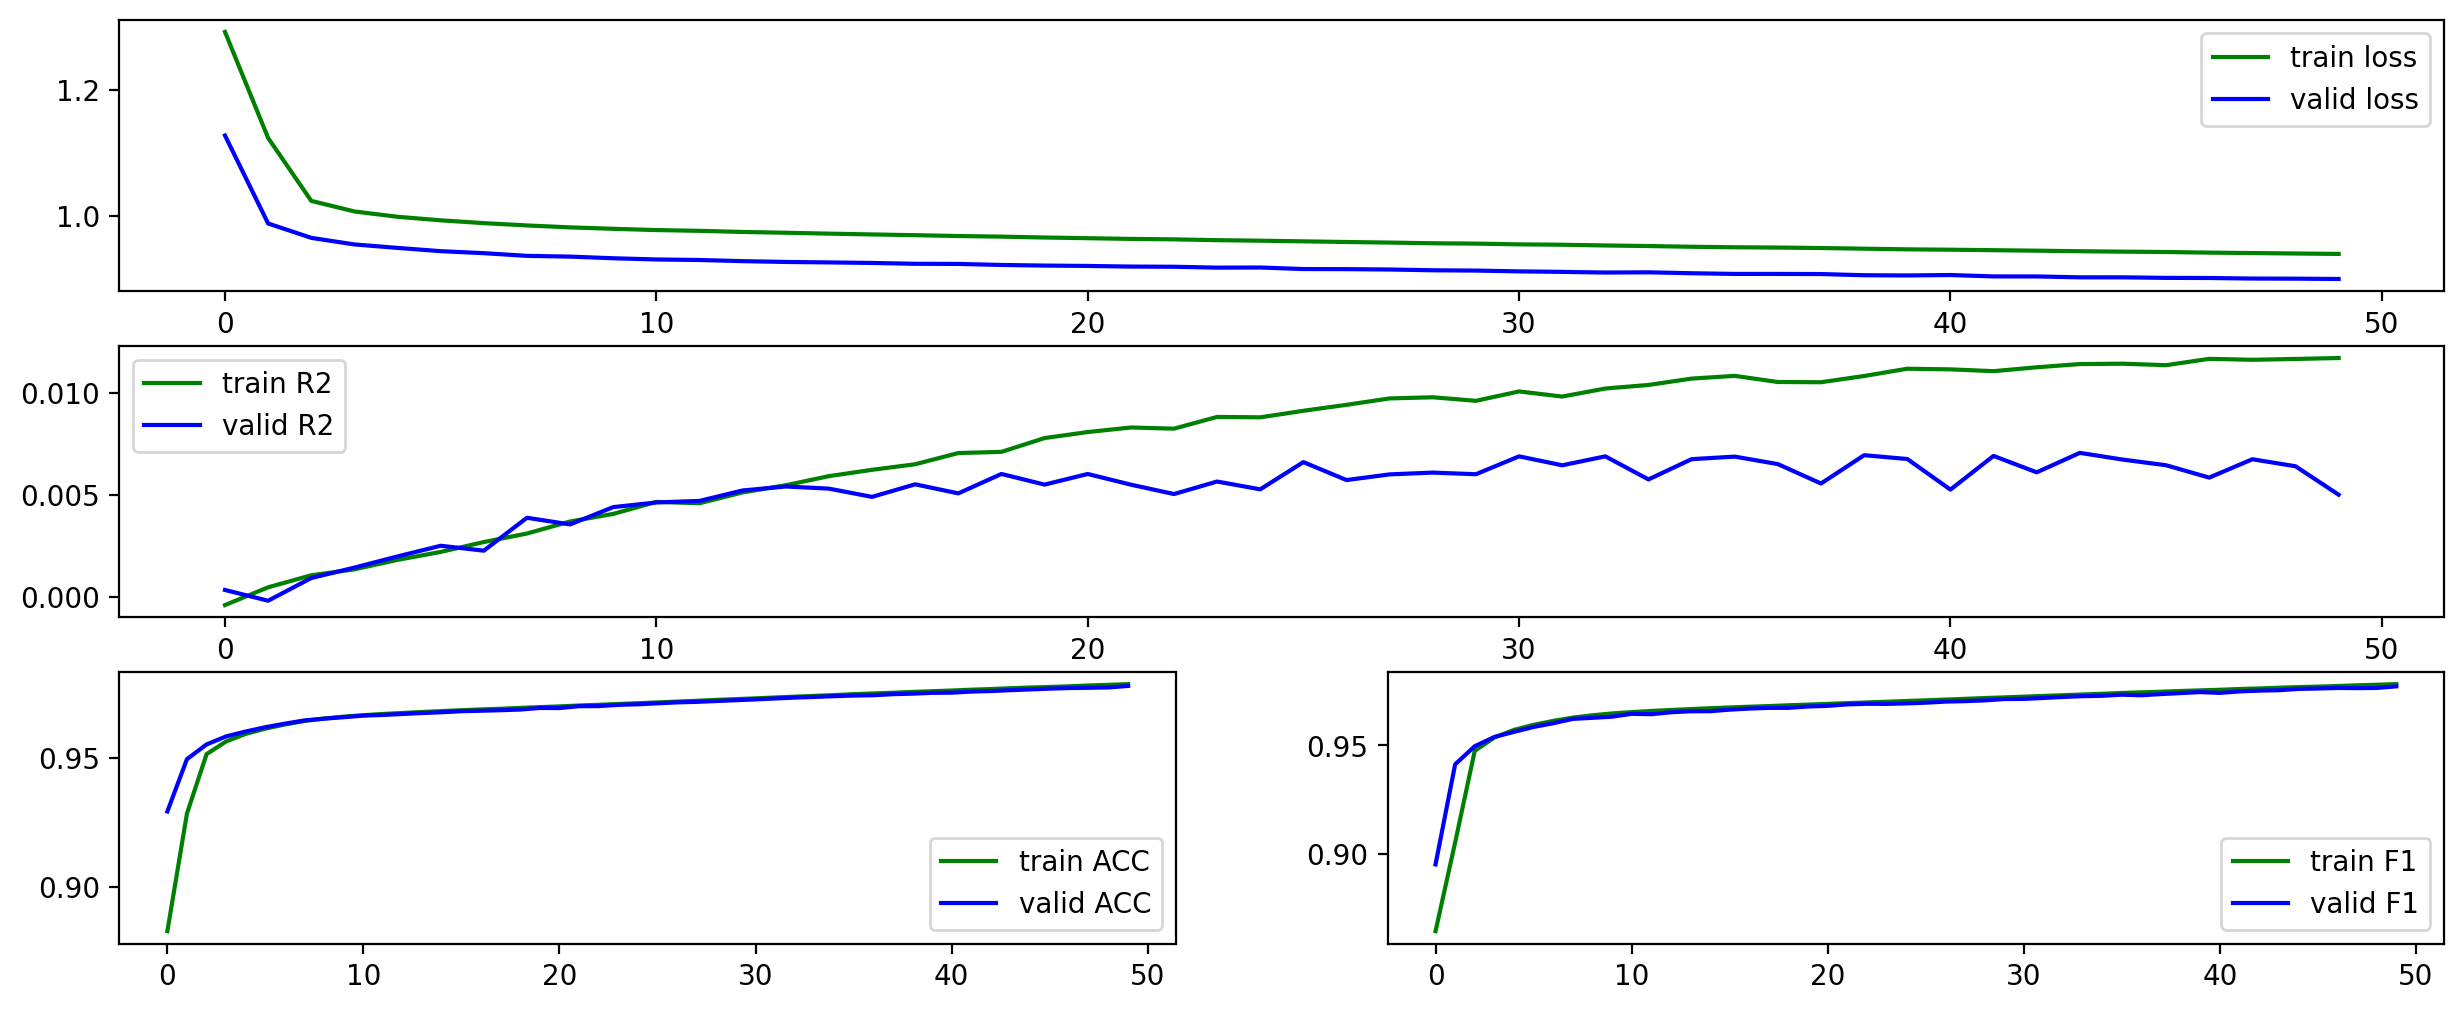 1.2
1.0
train loss
valid loss
0 10 20 30 40 50
0.010
0.005
0.000
train R2
valid R2
0 10 20 30 40 50
0.95
0.90
train ACC
valid ACC
0 10 20 30 40 50
0.95
0.90
train F1
valid F1
0 10 20 30 40 50